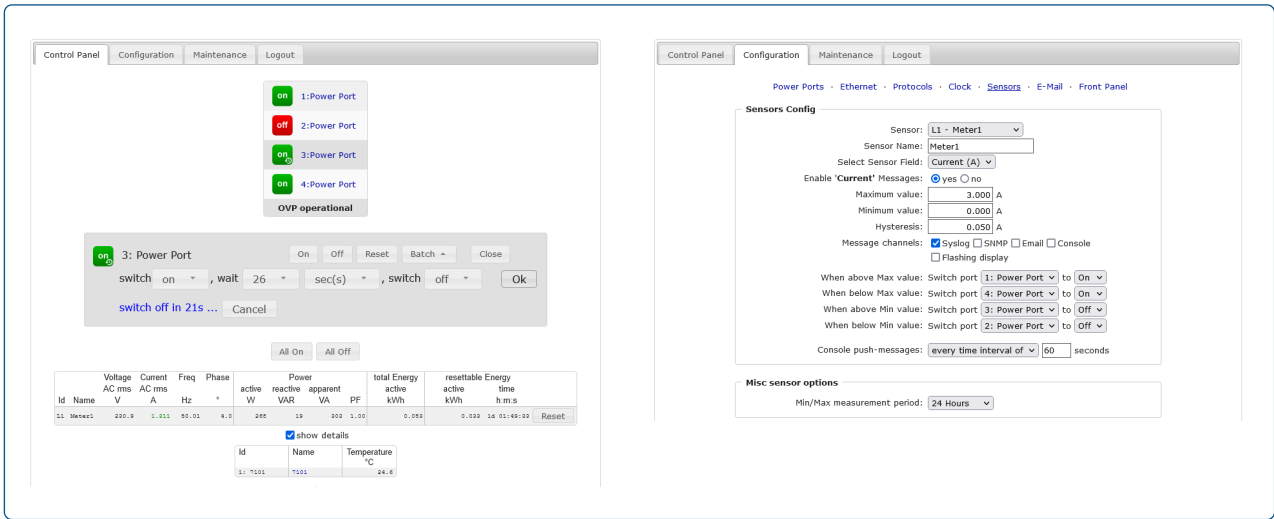 Control Panel Configuration Maintenance Logout
on 1:Power Port
off 2:Power Port
on 3:Power Port
on 4:Power Port
OVP operational
on 3: Power Port On Off Reset Batch Close
switch on , wait 26 sec(s) , switch off Ok
switch off in 21s ... Cancel
All On All Off
Voltage Current Freq Phase Power total Energy resettable Energy
AC rms AC rms active reactive apparent active active time
Id Name V A Hz ° W VAR VA PF kWh kWh h:m:s
L1 Meter1 230.9 1.311 50.01 4.0 265 19 303 1.00 0.053 0.033 1d 01:49:33 Reset
show details
Id Name Temperature
°C
1: 7101 7101 24.6
Control Panel Configuration Maintenance Logout
Power Ports · Ethernet · Protocols · Clock · Sensors · E-Mail · Front Panel
Sensors Config
Sensor: L1 - Meter1
Sensor Name: Meter1
Select Sensor Field: Current (A)
Enable 'Current' Messages: yes no
Maximum value: 3.000 A
Minimum value: 0.000 A
Hysteresis: 0.050 A
Message channels: Syslog SNMP Email Console
Flashing display
When above Max value: Switch port 1: Power Port to On
When below Max value: Switch port 4: Power Port to On
When above Min value: Switch port 3: Power Port to Off
When below Min value: Switch port 2: Power Port to Off
Console push-messages: every time interval of 60 seconds
Misc sensor options
Min/Max measurement period: 24 Hours